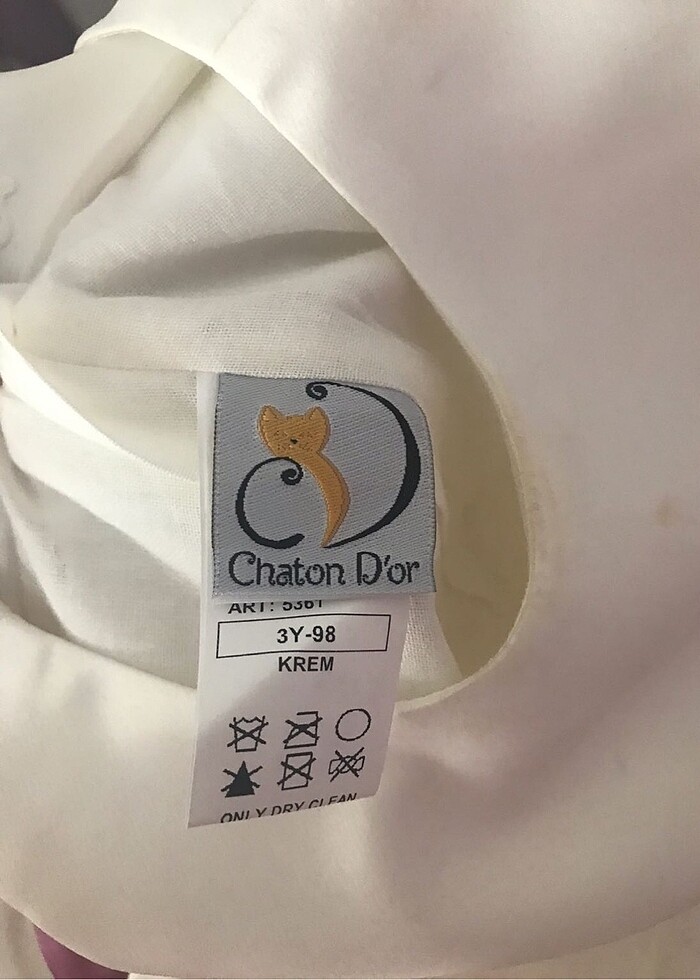 Chaton D'or
ART: 5361
3Y-98
KREM
ONLY DRY CLEAN